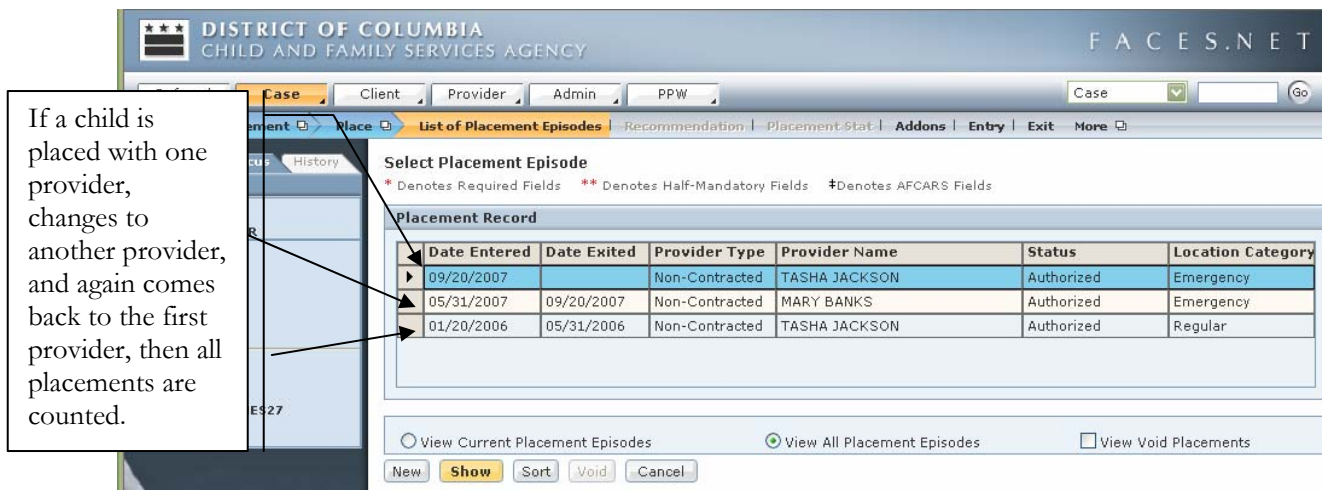 DISTRICT OF COLUMBIA
CHILD AND FAMILY SERVICES AGENCY
FACES.NET
Case Client Provider Admin PPW Case Go
Place List of Placement Episodes Recommendation Placement Stat Addons Entry Exit More
History
If a child is
placed with one
provider,
changes to
another provider,
and again comes
back to the first
provider, then all
placements are
counted.
Select Placement Episode
* Denotes Required Fields ** Denotes Half-Mandatory Fields ‡Denotes AFCARS Fields
Placement Record
Date Entered Date Exited Provider Type Provider Name Status Location Category
09/20/2007 Non-Contracted TASHA JACKSON Authorized Emergency
05/31/2007 09/20/2007 Non-Contracted MARY BANKS Authorized Emergency
01/20/2006 05/31/2006 Non-Contracted TASHA JACKSON Authorized Regular
View Current Placement Episodes View All Placement Episodes View Void Placements
New Show Sort Void Cancel